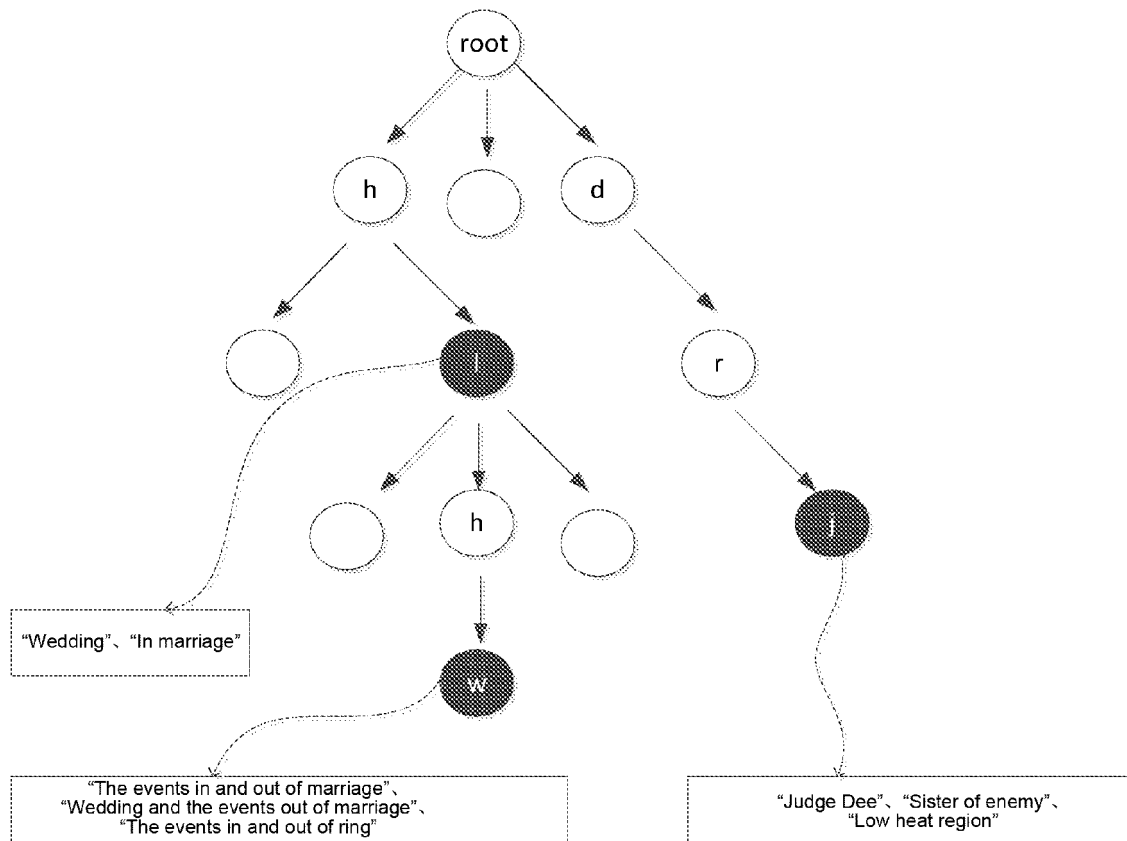 root
h
d
l
r
h
j
"Wedding"、"In marriage"
w
"The events in and out of marriage"、
"Wedding and the events out of marriage"、
"The events in and out of ring"
"Judge Dee"、"Sister of enemy"、
"Low heat region"